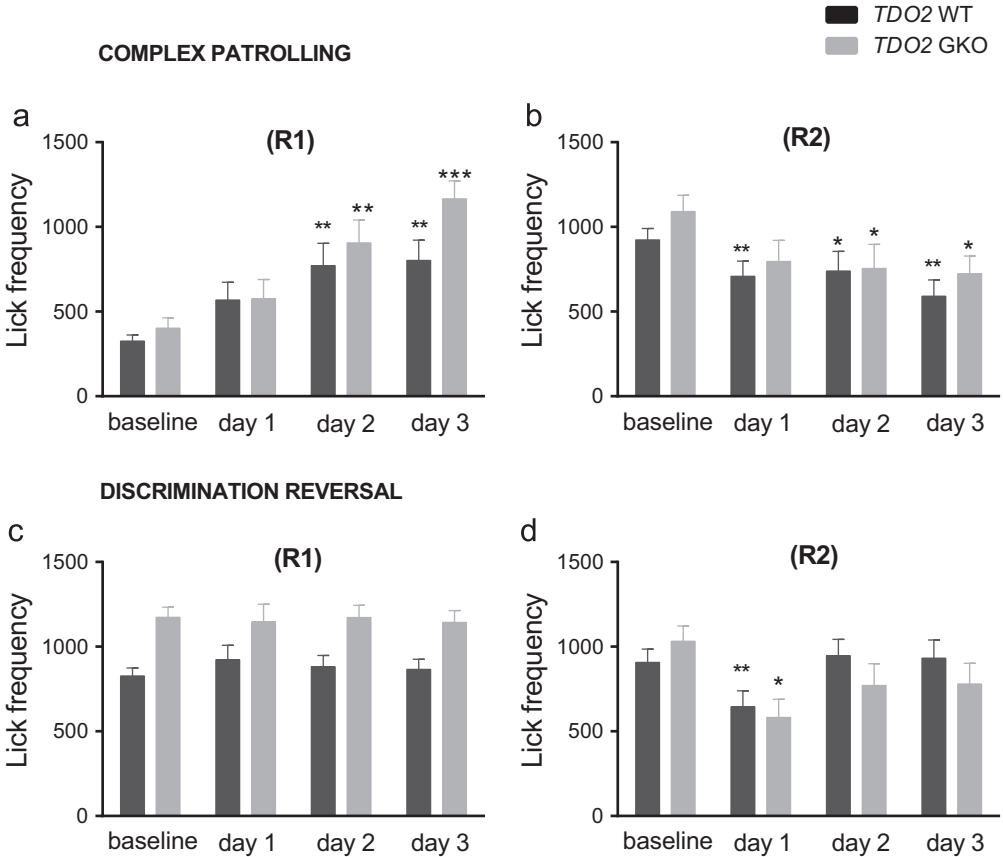 TDO2 WT
TDO2 GKO
COMPLEX PATROLLING
a
(R1)
Lick frequency
1500
1000
500
0
** ** ** ***
baseline day 1 day 2 day 3
b
(R2)
Lick frequency
1500
1000
500
0
** * * ** *
baseline day 1 day 2 day 3
DISCRIMINATION REVERSAL
c
(R1)
Lick frequency
1500
1000
500
0
baseline day 1 day 2 day 3
d
(R2)
Lick frequency
1500
1000
500
0
** *
baseline day 1 day 2 day 3